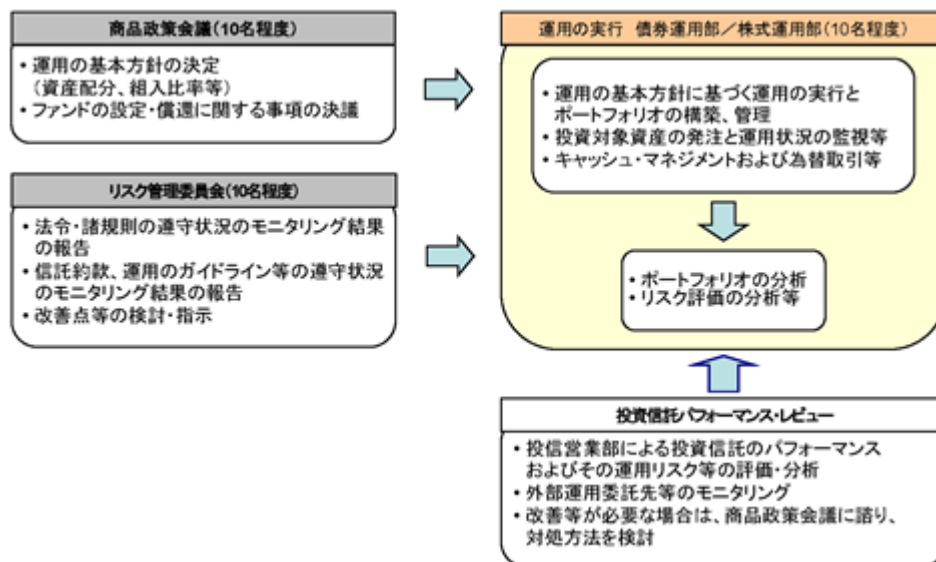 商品政策会議(10名程度)
• 運用の基本方針の決定
(資産配分、組入比率等)
• ファンドの設定・償還に関する事項の決議
リスク管理委員会(10名程度)
• 法令・諸規則の遵守状況のモニタリング結果
の報告
• 信託約款、運用のガイドライン等の遵守状況
のモニタリング結果の報告
• 改善点等の検討・指示
運用の実行 債券運用部/株式運用部(10名程度)
• 運用の基本方針に基づく運用の実行と
ポートフォリオの構築、管理
• 投資対象資産の発注と運用状況の監視等
• キャッシュ・マネジメントおよび為替取引等
• ポートフォリオの分析
• リスク評価の分析等
投資信託パフォーマンス・レビュー
• 投信営業部による投資信託のパフォーマンス
およびその運用リスク等の評価・分析
• 外部運用委託先等のモニタリング
• 改善等が必要な場合は、商品政策会議に諮り、
対処方法を検討